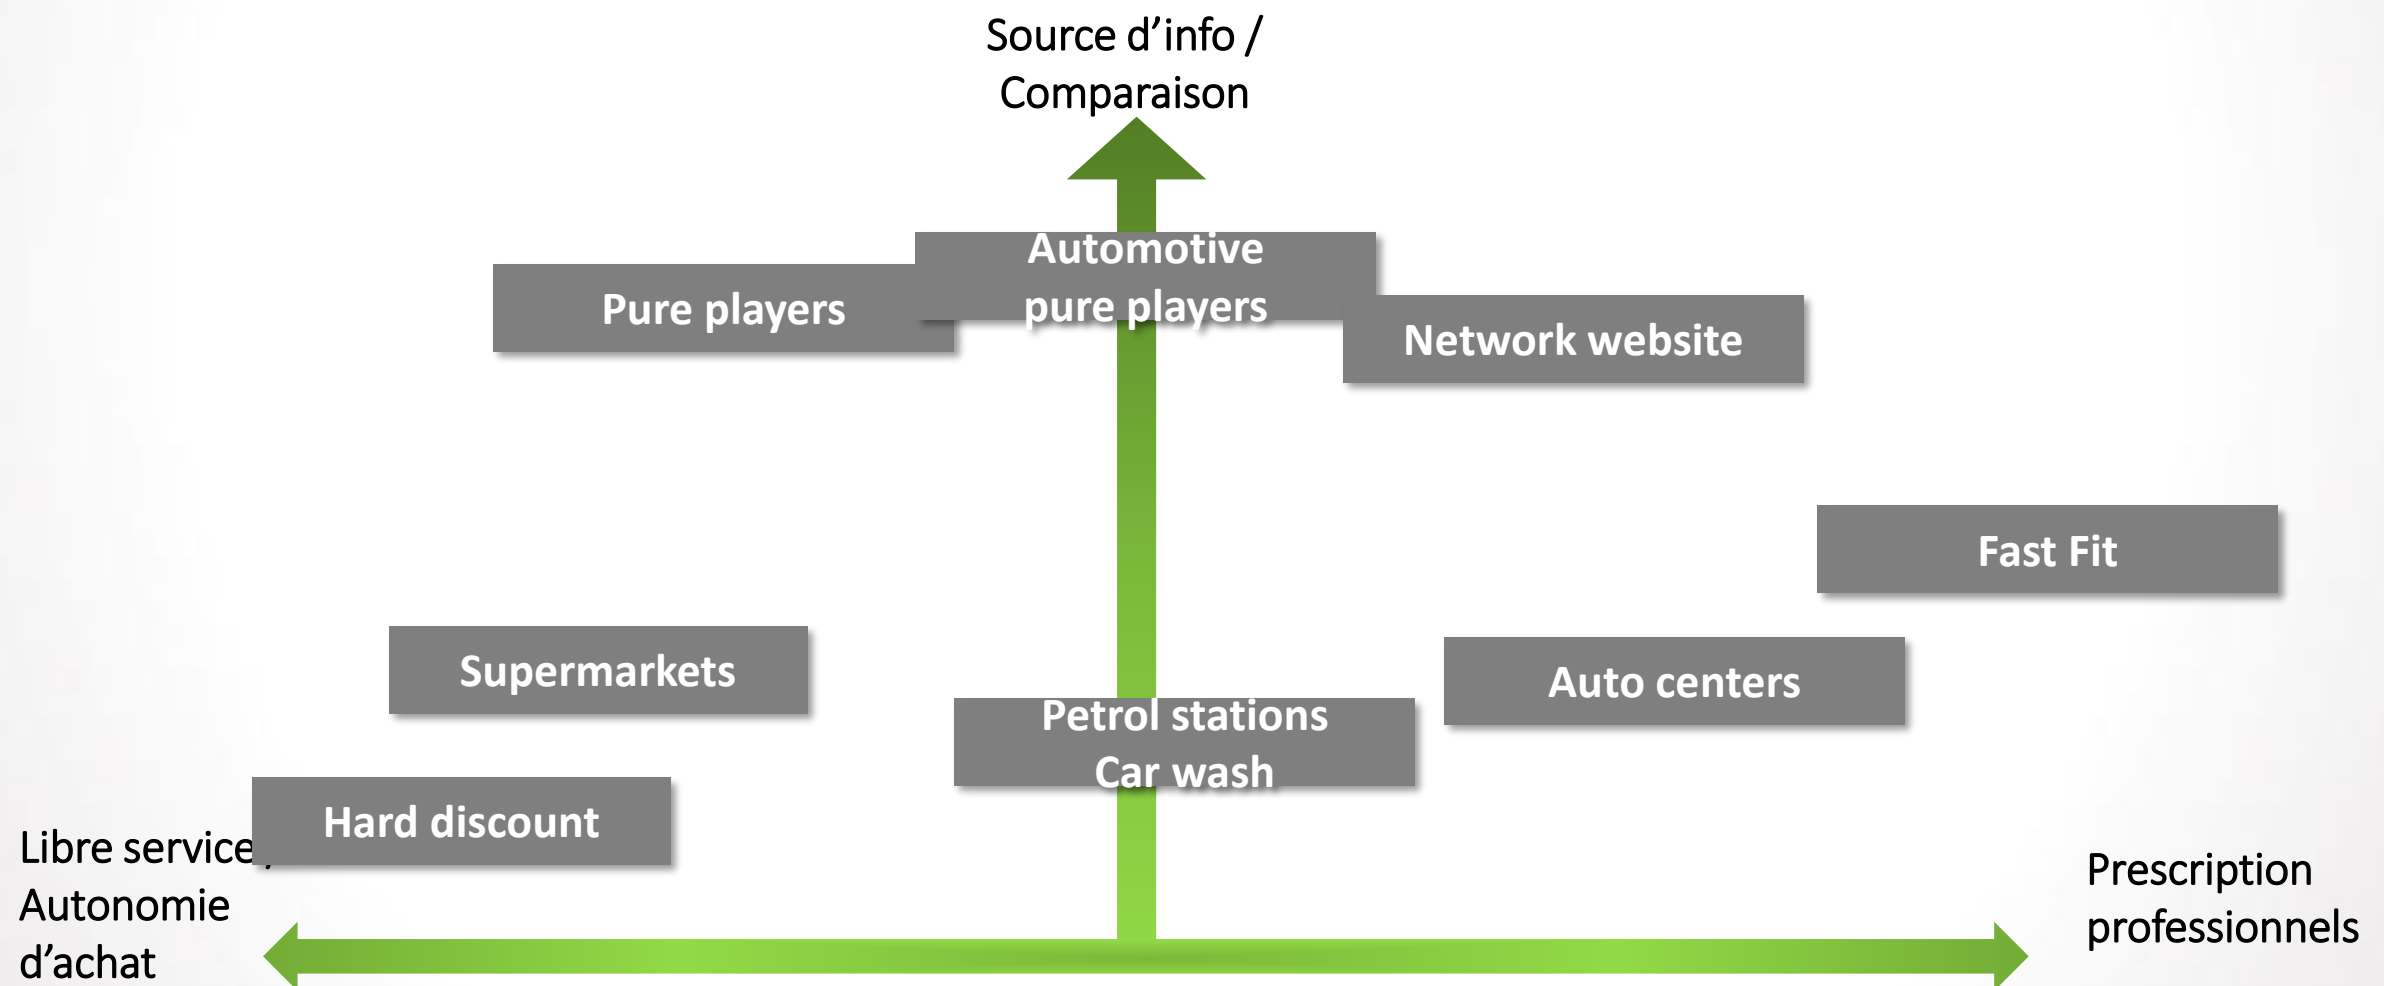 Source d’info /
Comparaison
Automotive
pure players
Pure players
Network website
Fast Fit
Supermarkets
Auto centers
Petrol stations
Car wash
Hard discount
Libre service /
Autonomie
d’achat
Prescription
professionnels